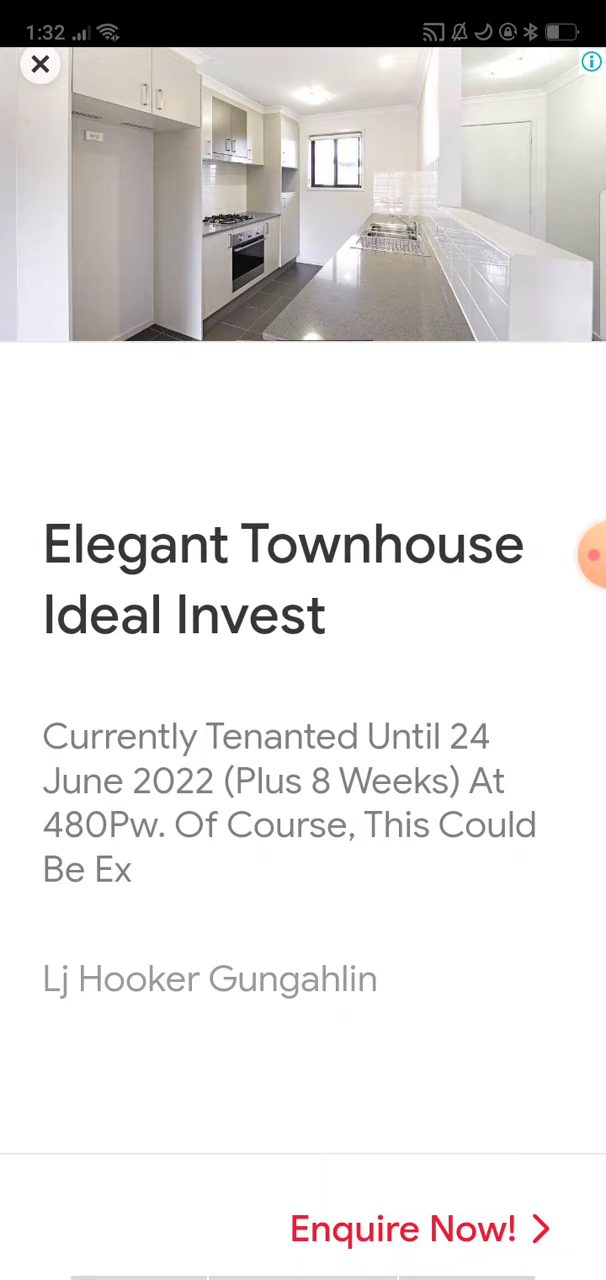 1:32
Elegant Townhouse
Ideal Invest
Currently Tenanted Until 24
June 2022 (Plus 8 Weeks) At
480Pw. Of Course, This Could
Be Ex
Lj Hooker Gungahlin
Enquire Now!